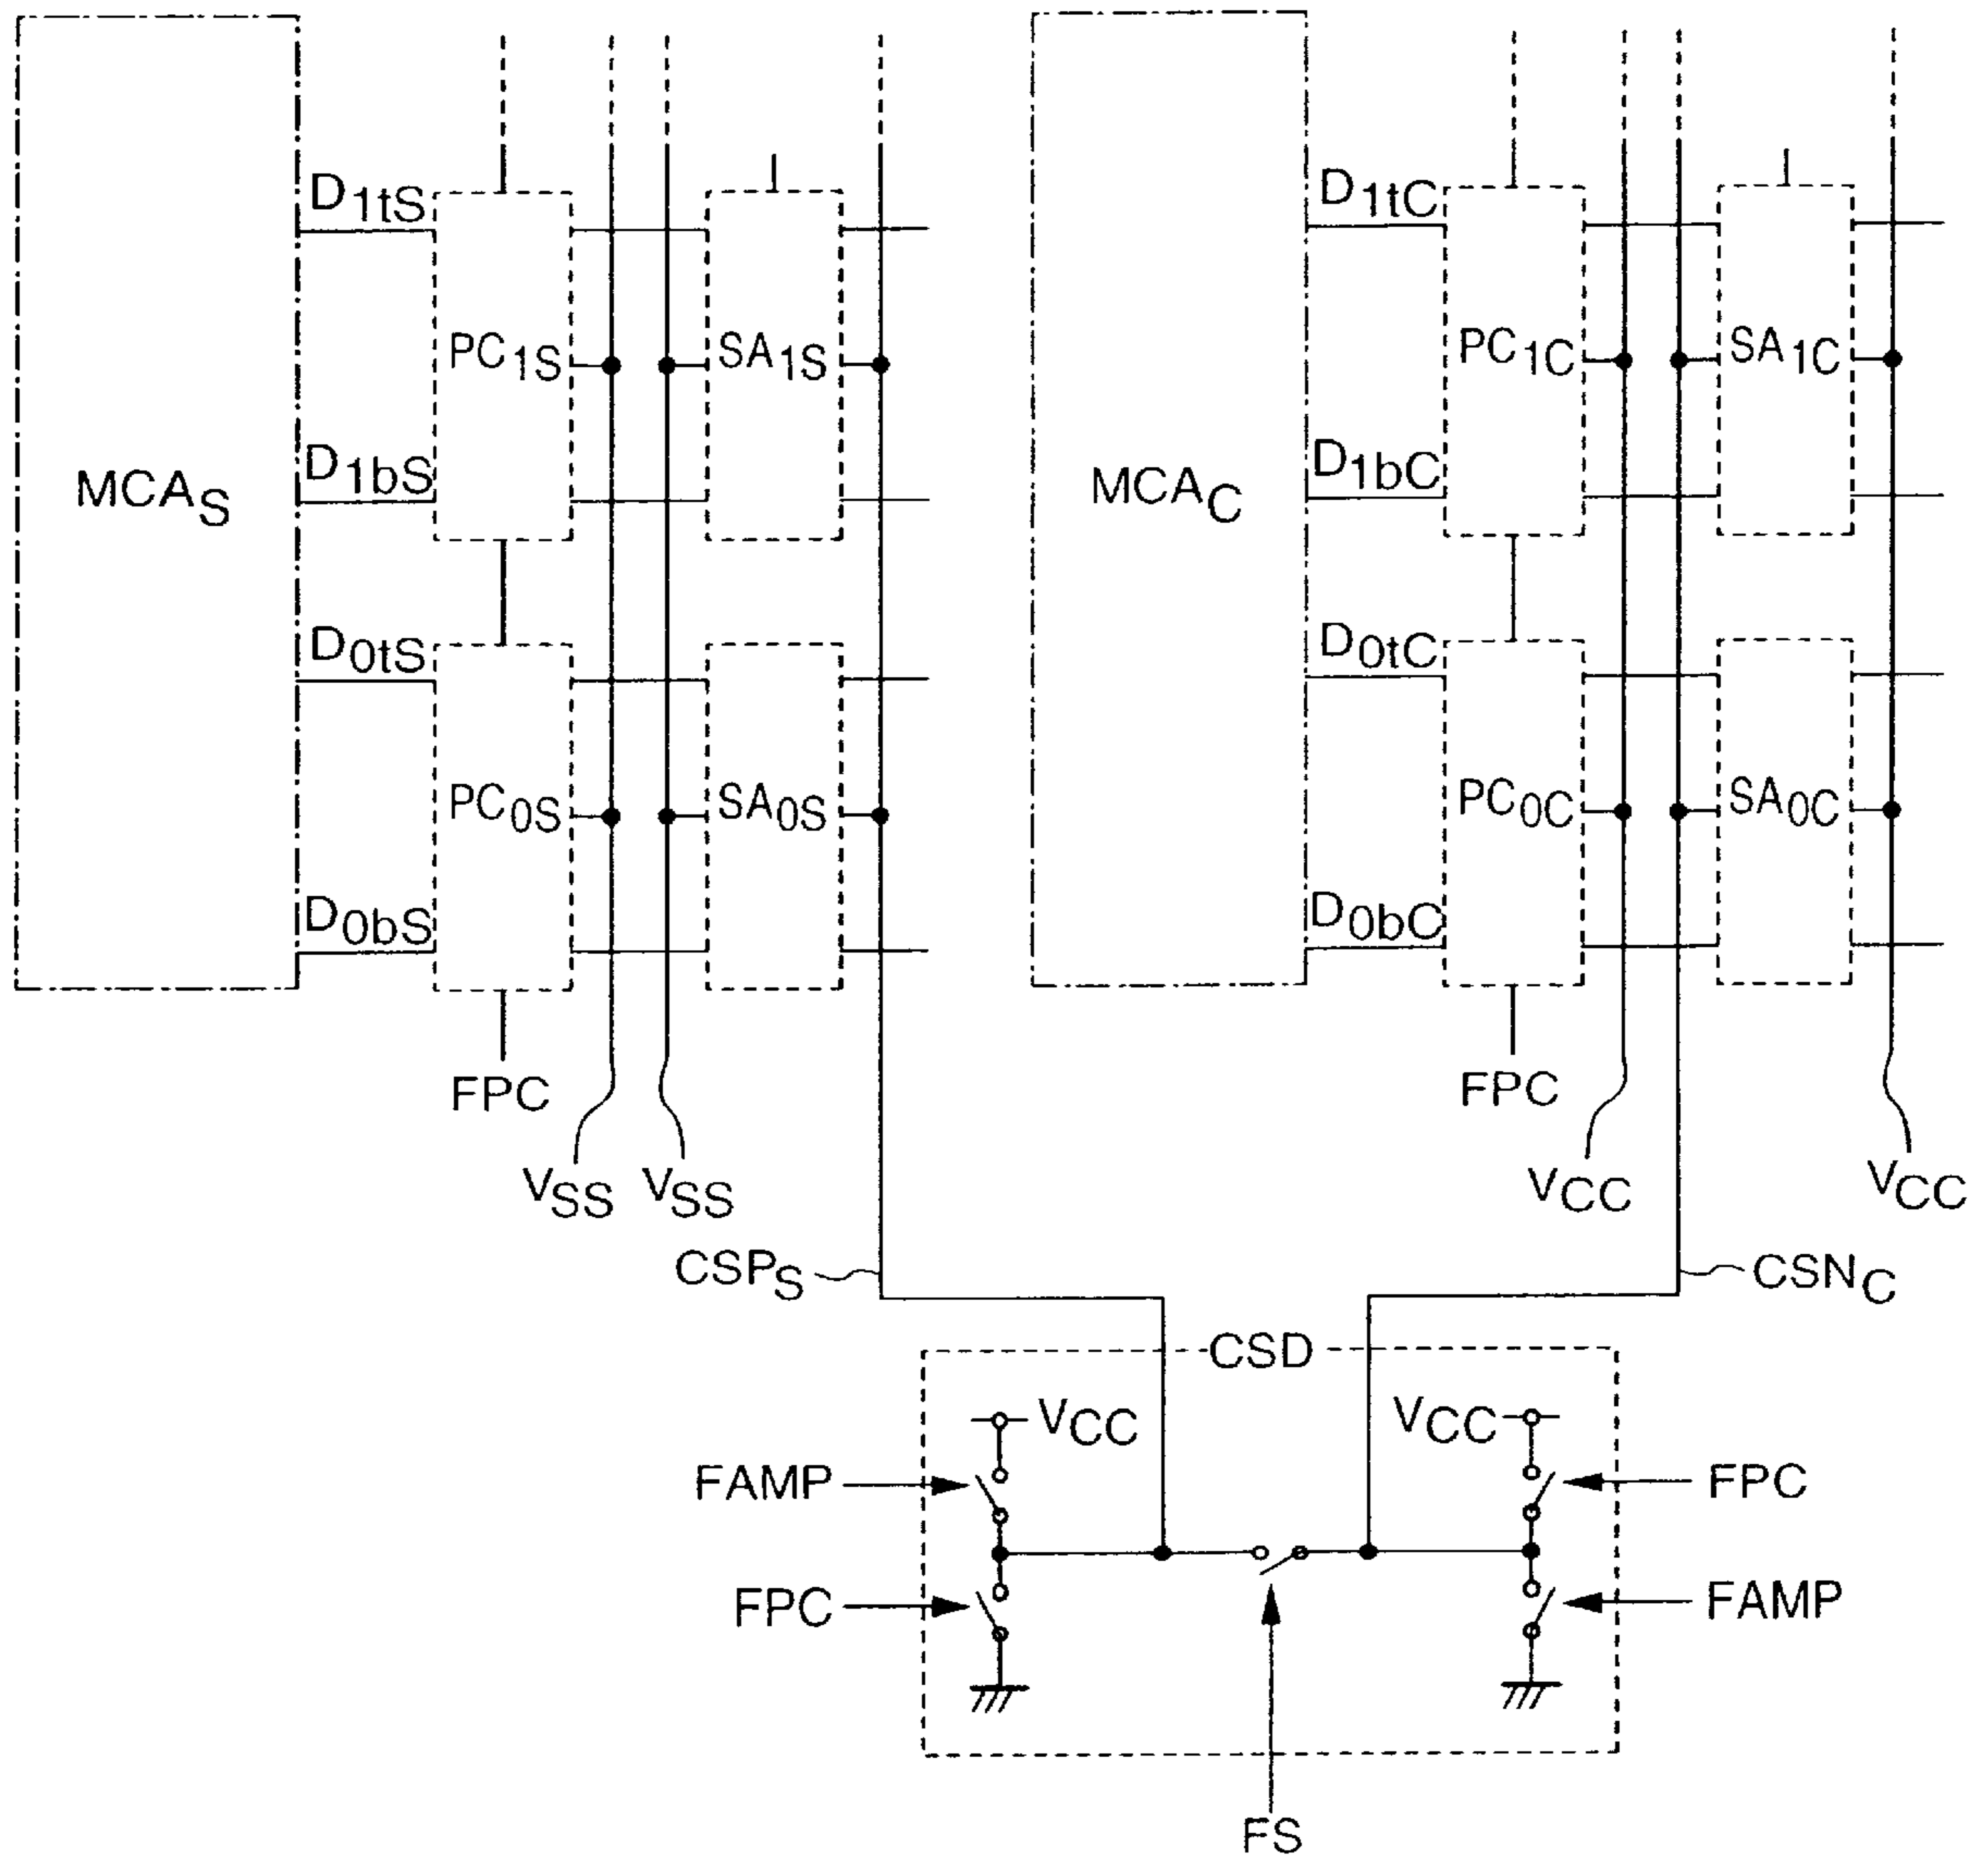 D1tS
D1tC
PC1S
SA1S
PC1C
SA1C
D1bS
D1bC
MCAS
MCAC
D0tS
D0tC
PC0S
SA0S
PC0C
SA0C
D0bS
D0bC
FPC
FPC
VSS
VSS
VCC
VCC
CSPS
CSNC
CSD
VCC
VCC
FAMP
FPC
FPC
FAMP
FS